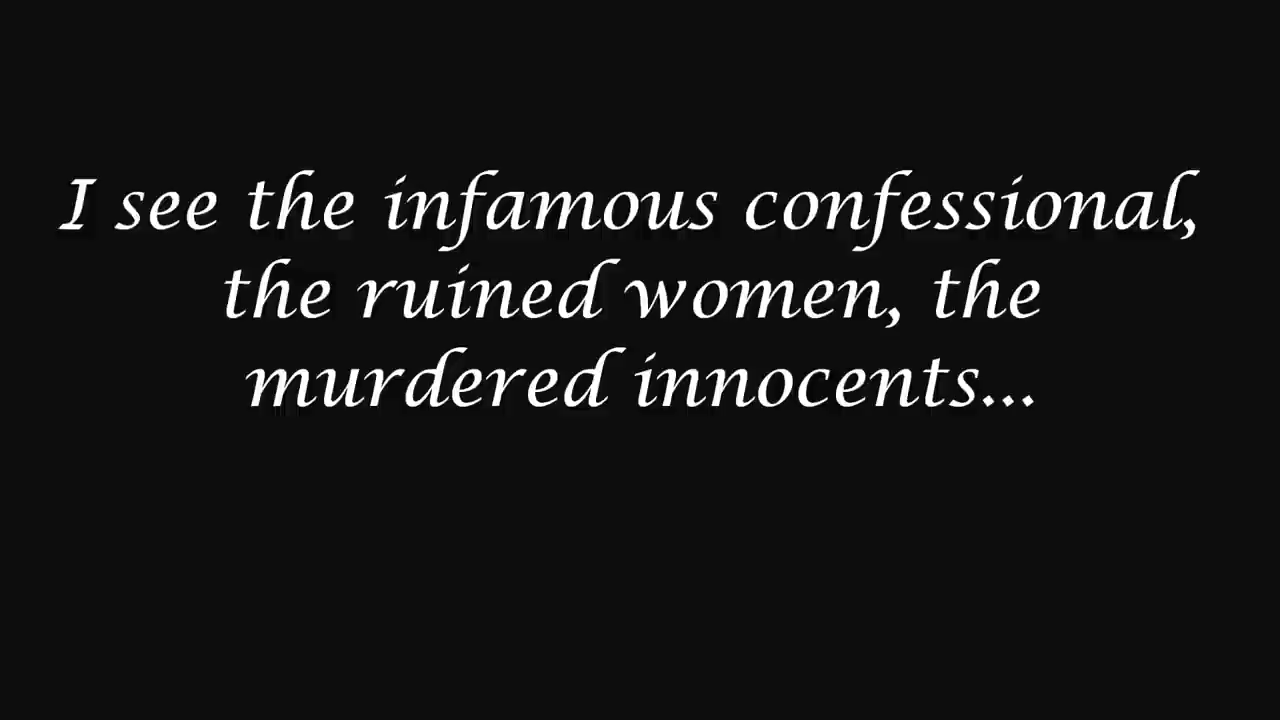 I see the infamous confessional,
the ruined women, the
murdered innocents...